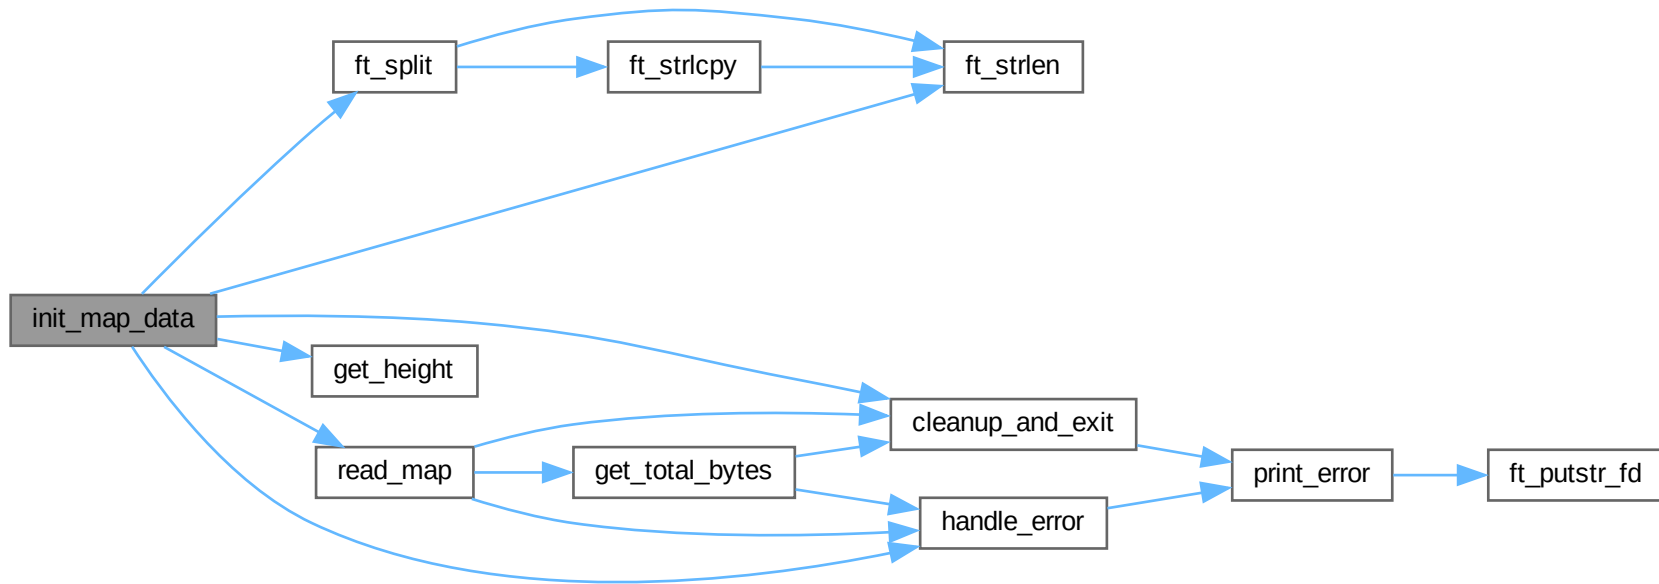 ft_split
ft_strlcpy
ft_strlen
init_map_data
get_height
cleanup_and_exit
read_map
get_total_bytes
print_error
ft_putstr_fd
handle_error